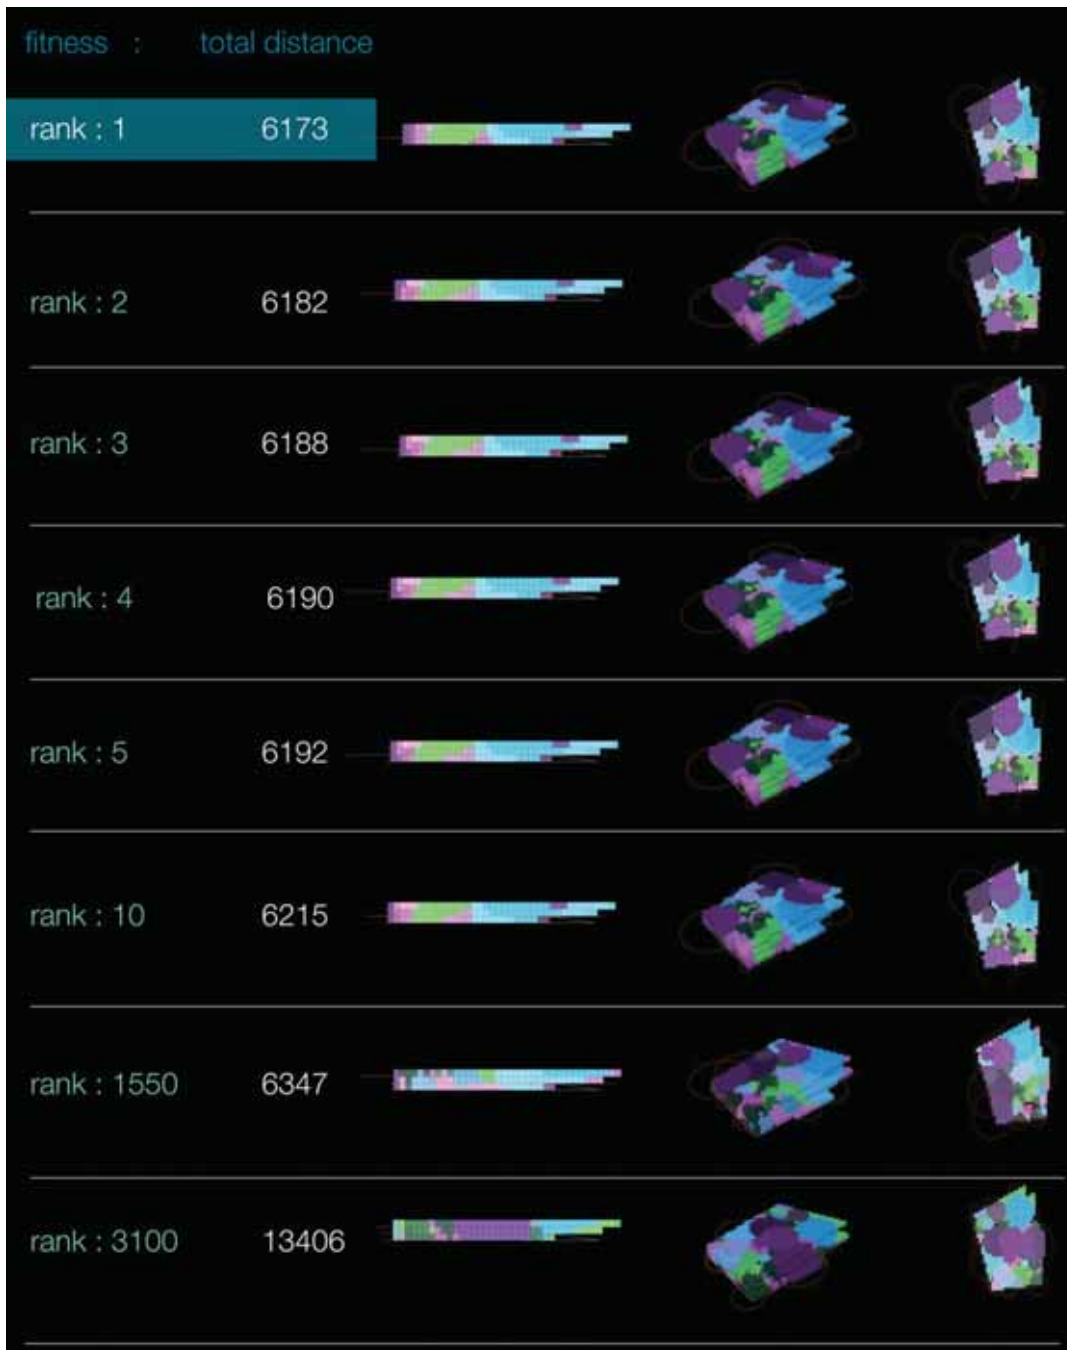 fitness : total distance
rank : 1 6173
rank : 2 6182
rank : 3 6188
rank : 4 6190
rank : 5 6192
rank : 10 6215
rank : 1550 6347
rank : 3100 13406